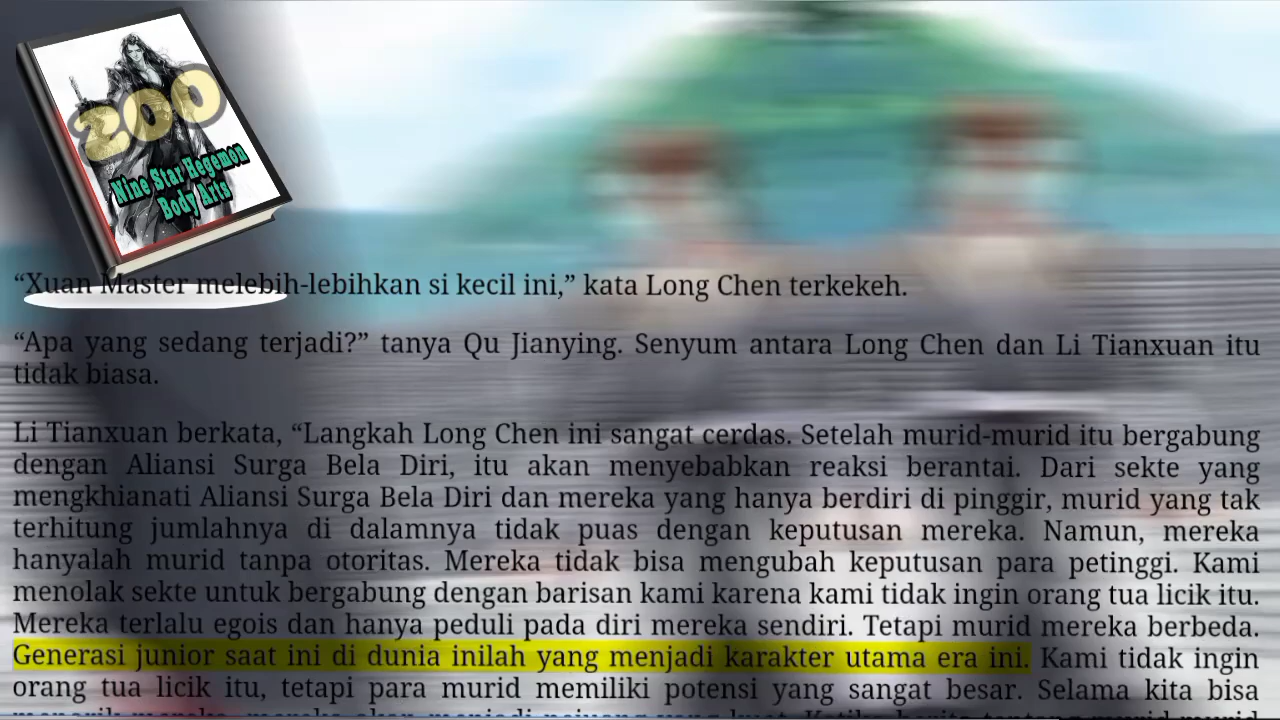 200
Nine Star Hegemon
Body Arts
“Xuan Master melebih-lebihkan si kecil ini,” kata Long Chen terkekeh.
“Apa yang sedang terjadi?” tanya Qu Jianying. Senyum antara Long Chen dan Li Tianxuan itu
tidak biasa.
Li Tianxuan berkata, “Langkah Long Chen ini sangat cerdas. Setelah murid-murid itu bergabung
dengan Aliansi Surga Bela Diri, itu akan menyebabkan reaksi berantai. Dari sekte yang
mengkhianati Aliansi Surga Bela Diri dan mereka yang hanya berdiri di pinggir, murid yang tak
terhitung jumlahnya di dalamnya tidak puas dengan keputusan mereka. Namun, mereka
hanyalah murid tanpa otoritas. Mereka tidak bisa mengubah keputusan para petinggi. Kami
menolak sekte untuk bergabung dengan barisan kami karena kami tidak ingin orang tua licik itu.
Mereka terlalu egois dan hanya peduli pada diri mereka sendiri. Tetapi murid mereka berbeda.
Generasi junior saat ini di dunia inilah yang menjadi karakter utama era ini. Kami tidak ingin
orang tua licik itu, tetapi para murid memiliki potensi yang sangat besar. Selama kita bisa